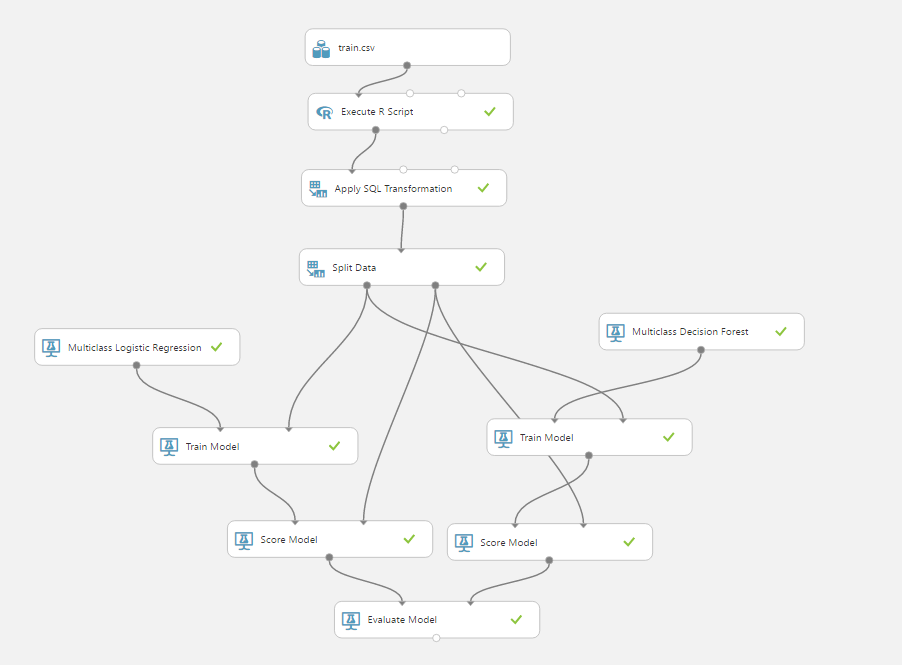 train.csv
Execute R Script
Apply SQL Transformation
Split Data
Multiclass Logistic Regression
Multiclass Decision Forest
Train Model
Train Model
Score Model
Score Model
Evaluate Model